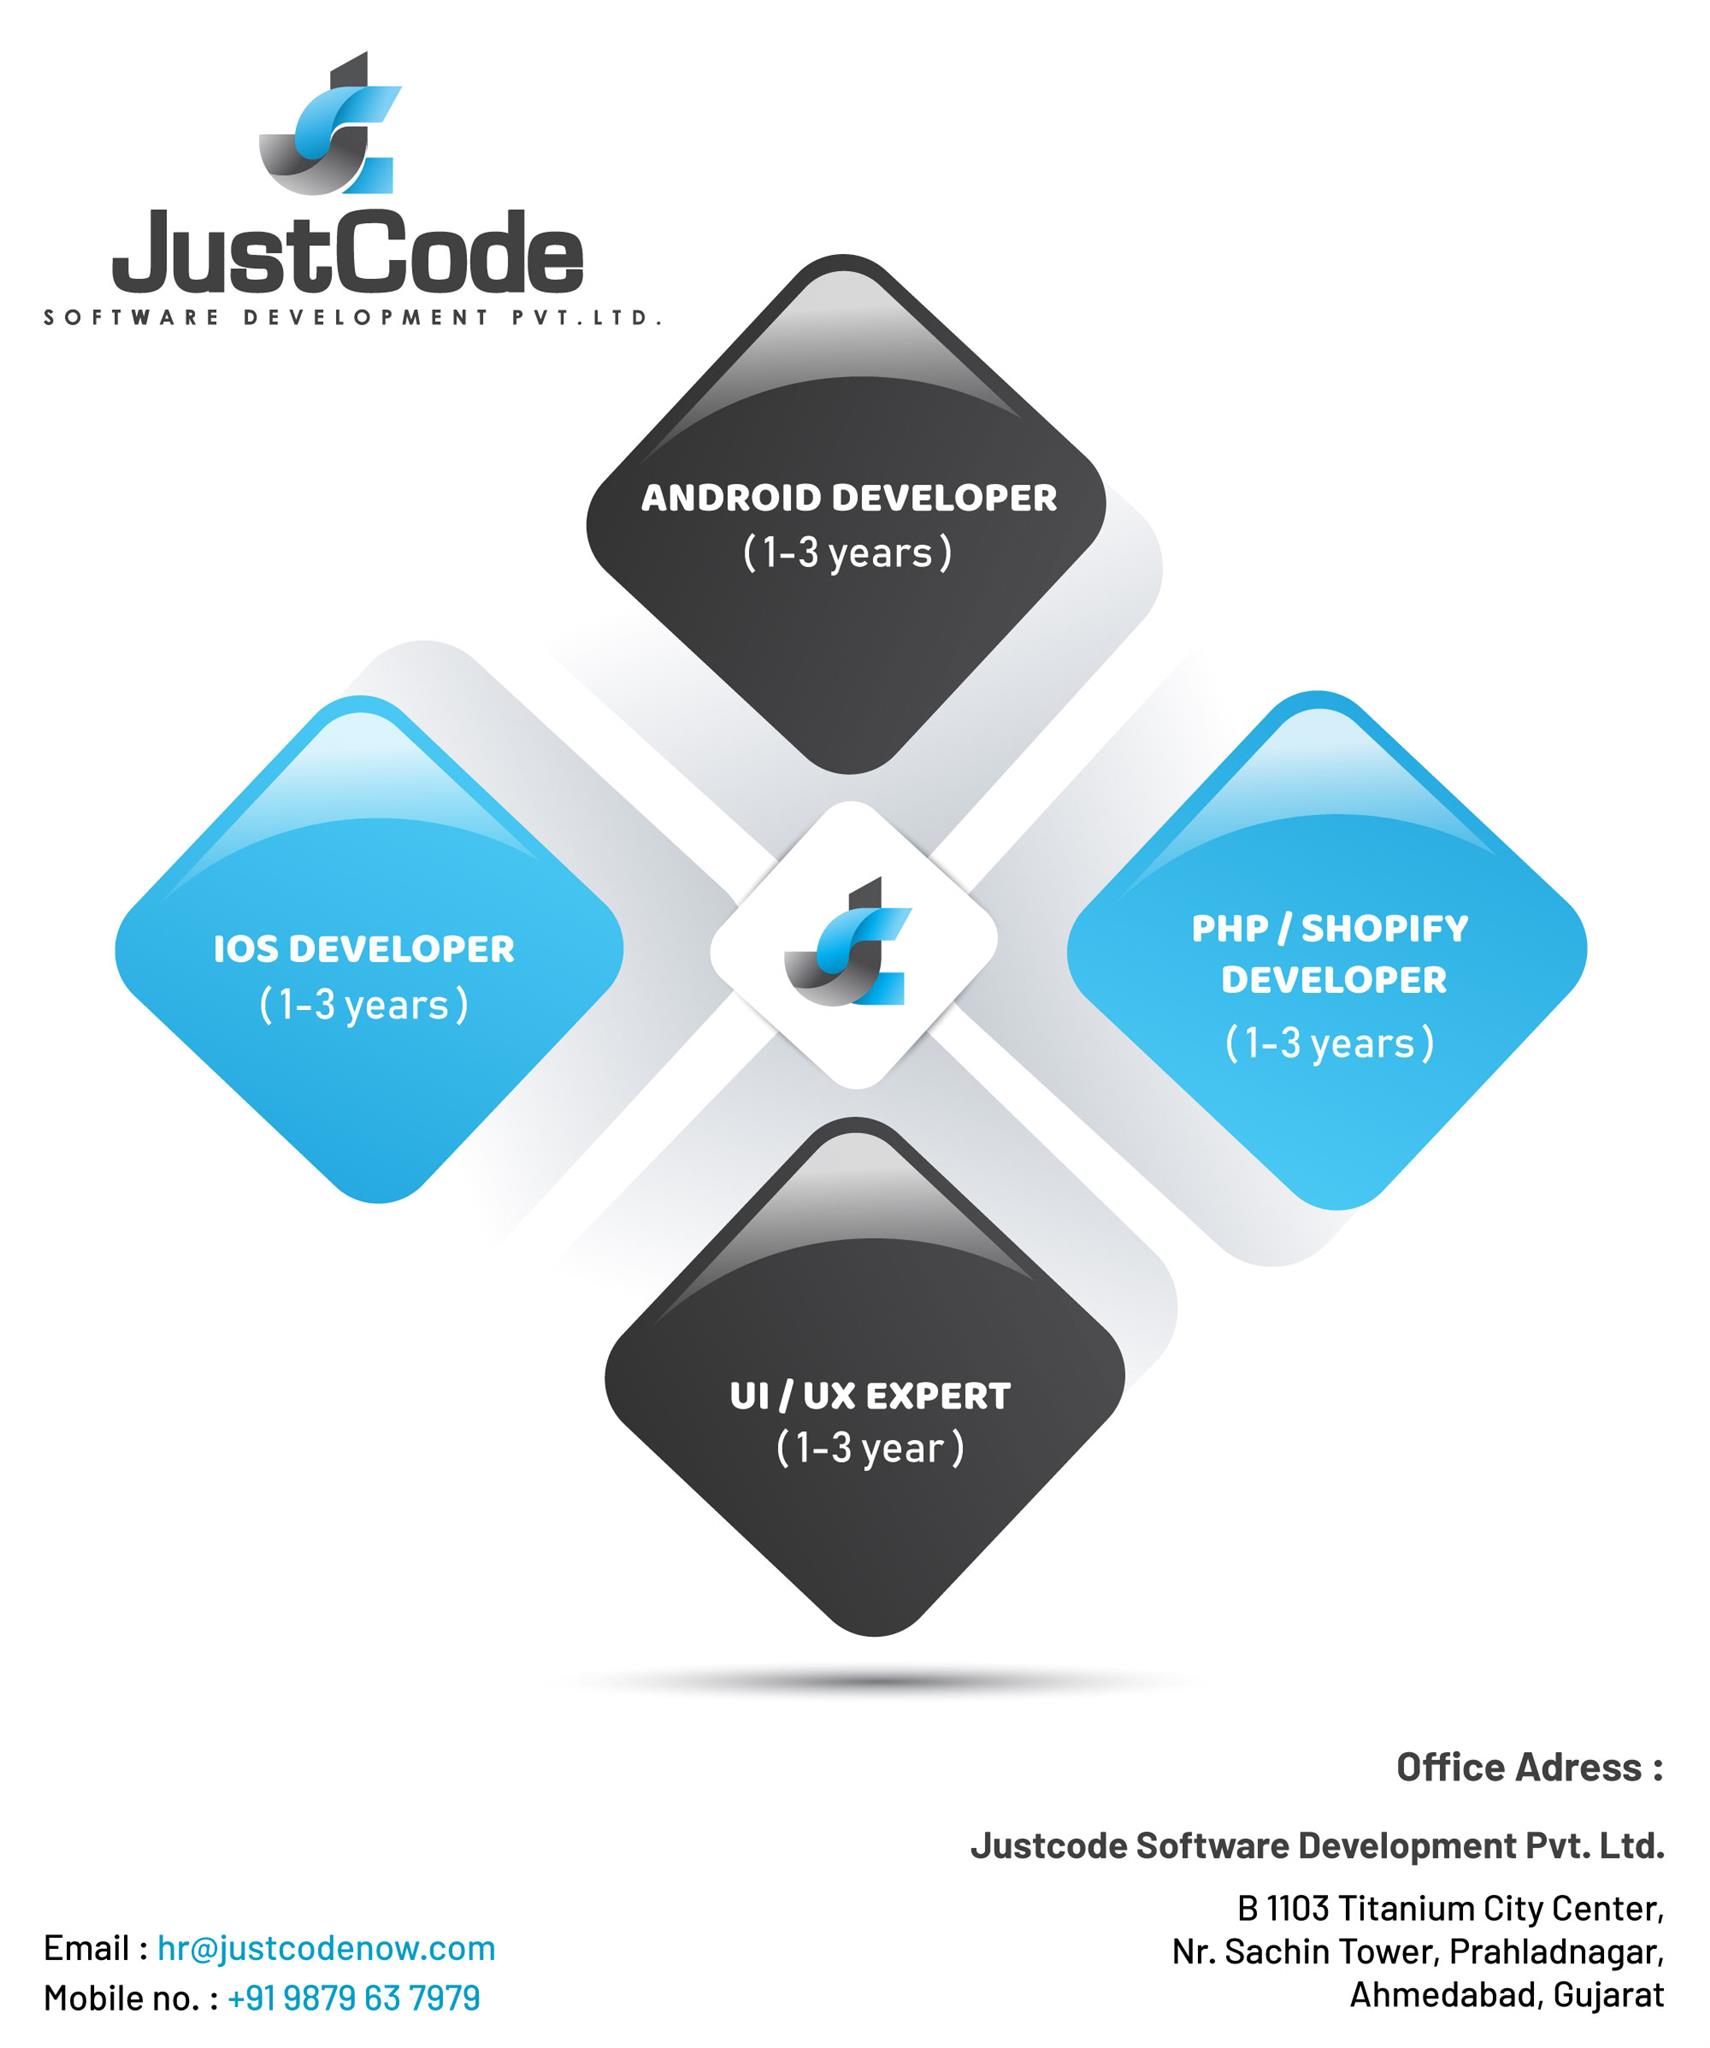 JustCode
SOFTWARE DEVELOPMENT PVT.LTD.
ANDROID DEVELOPER
(1-3 years)
IOS DEVELOPER
(1-3 years)
PHP / SHOPIFY
DEVELOPER
(1-3 years)
UI / UX EXPERT
(1-3 year)
Office Adress :
Justcode Software Development Pvt. Ltd.
B 1103 Titanium City Center,
Nr. Sachin Tower, Prahladnagar,
Ahmedabad, Gujarat
Email : hr@justcodenow.com
Mobile no. : +91 9879 63 7979